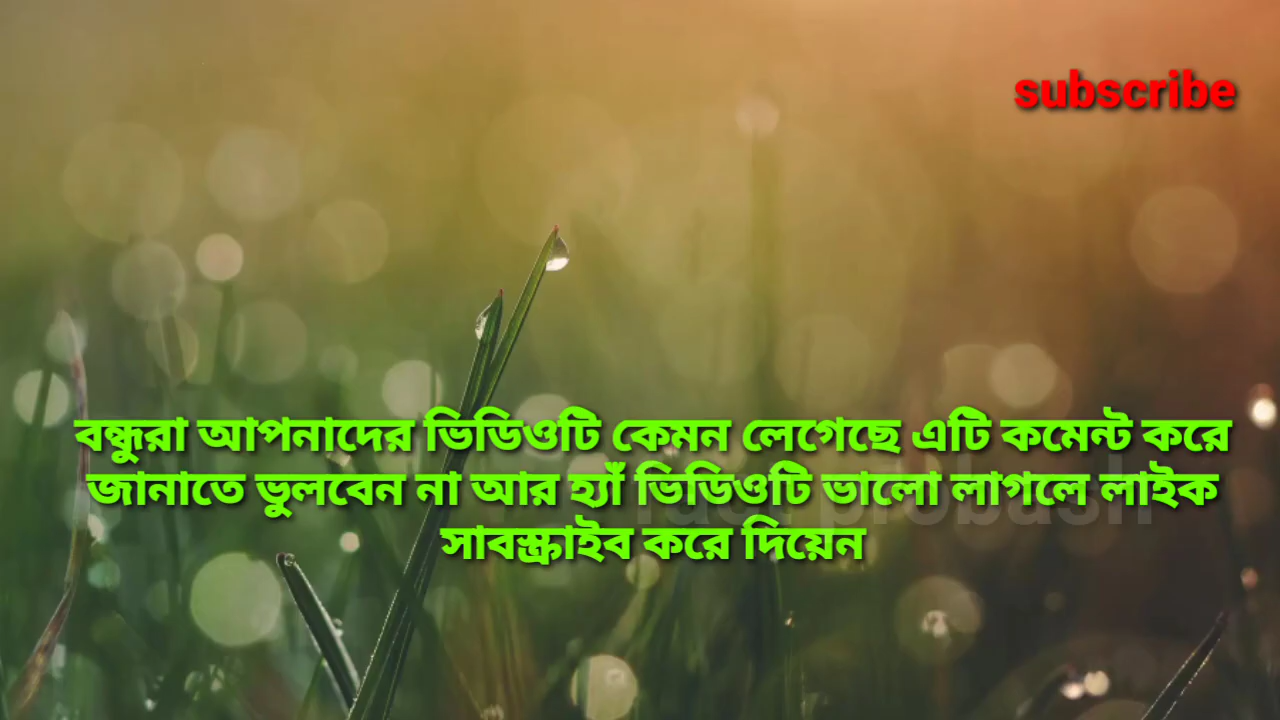 subscribe
বন্ধুরা আপনাদের ভিডিওটি কেমন লেগেছে এটি কমেন্ট করে
জানাতে ভুলবেন না আর হ্যাঁ ভিডিওটি ভালো লাগলে লাইক
সাবস্ক্রাইব করে দিয়েন